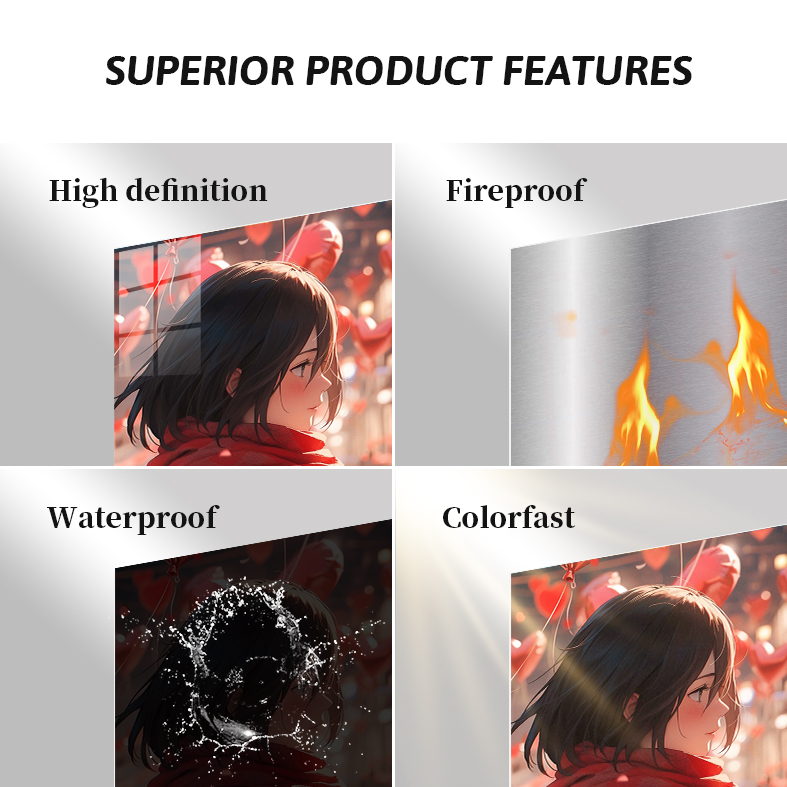 SUPERIOR PRODUCT FEATURES
High definition
Fireproof
Waterproof
Colorfast